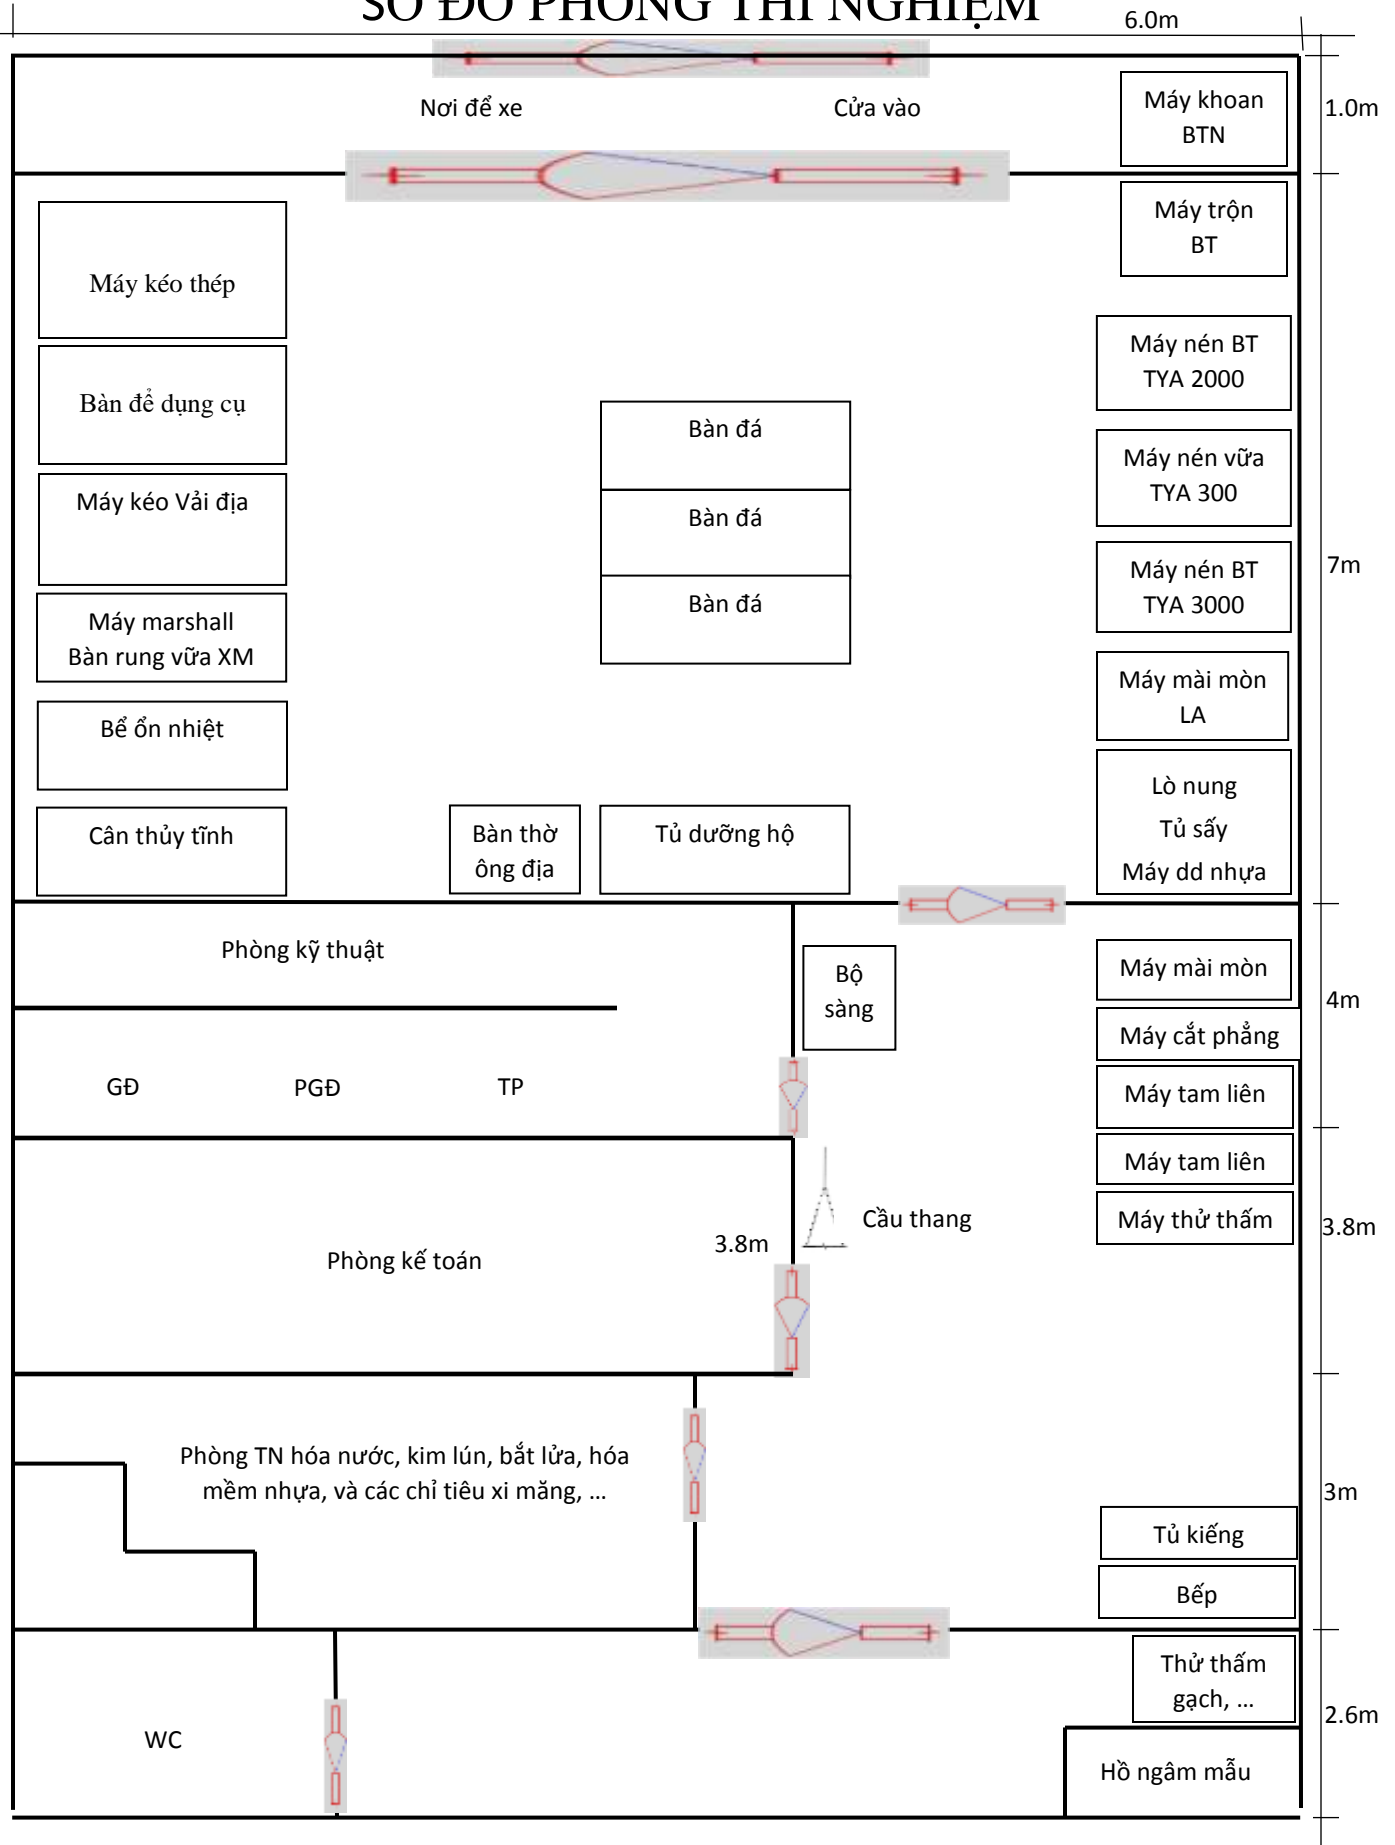 SƠ ĐỒ PHÒNG THÍ NGHIỆM
6.0m
Nơi để xe
Cửa vào
Máy khoan
BTN
1.0m
Máy trộn
BT
Máy kéo thép
Bàn để dụng cụ
Máy kéo Vải địa
Máy marshall
Bàn rung vữa XM
Bể ổn nhiệt
Cân thủy tĩnh
Bàn đá
Bàn đá
Bàn đá
Bàn thờ
ông địa
Tủ dưỡng hộ
Máy nén BT
TYA 2000
Máy nén vữa
TYA 300
Máy nén BT
TYA 3000
Máy mài mòn
LA
Lò nung
Tủ sấy
Máy dd nhựa
7m
Phòng kỹ thuật
GĐ
PGĐ
TP
Bộ
sàng
Máy mài mòn
Máy cắt phẳng
Máy tam liên
Máy tam liên
Máy thử thấm
4m
Phòng kế toán
3.8m
Cầu thang
3.8m
Phòng TN hóa nước, kim lún, bắt lửa, hóa
mềm nhựa, và các chỉ tiêu xi măng, ...
Tủ kiếng
Bếp
3m
WC
Thử thấm
gạch, ...
Hồ ngâm mẫu
2.6m